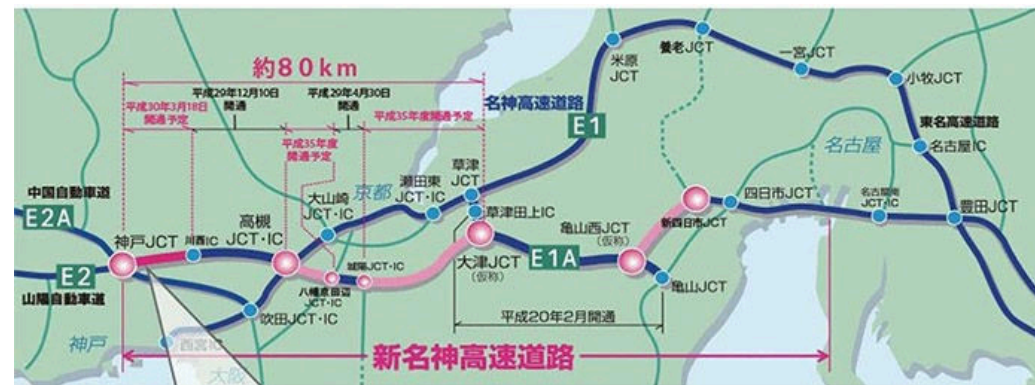 約80km
平成30年3月18日
開通予定
平成29年12月10日
開通
平成35年度
開通予定
平成29年4月30日
開通
平成35年度開通予定
名神高速道路
E1
米原
JCT
養老JCT
一宮JCT
小牧JCT
東名高速道路
名古屋IC
名古屋
中国自動車道
E2A
神戸JCT
川西IC
高槻
JCT・IC
大山崎
JCT・IC
京都
瀬田東
JCT・IC
草津
JCT
草津田上IC
大津JCT
(仮称)
E1A
亀山西JCT
(仮称)
新四日市JCT
四日市JCT
名古屋南
JCT・IC
豊田JCT
E2
山陽自動車道
八幡京田辺
JCT・IC
城陽JCT・IC
吹田JCT・IC
亀山JCT
平成20年2月開通
神戸
西宮IC
大阪
新名神高速道路